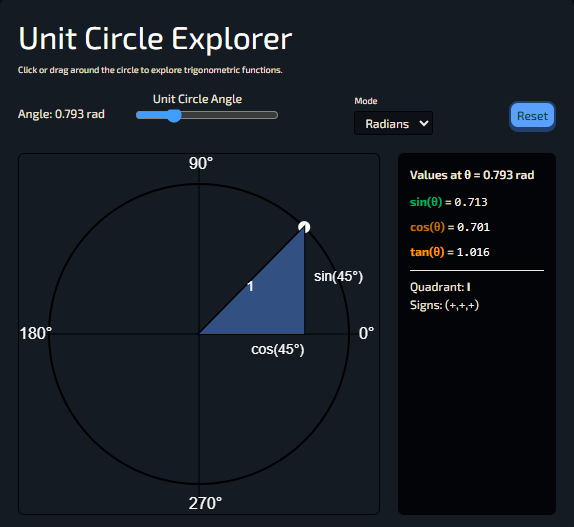 Unit Circle Explorer
Click or drag around the circle to explore trigonometric functions.
Angle: 0.793 rad
Unit Circle Angle
Mode
Radians
Reset
90°
180°
0°
270°
1
sin(45°)
cos(45°)
Values at θ = 0.793 rad
sin(θ) = 0.713
cos(θ) = 0.701
tan(θ) = 1.016
Quadrant: I
Signs: (+,+,+)